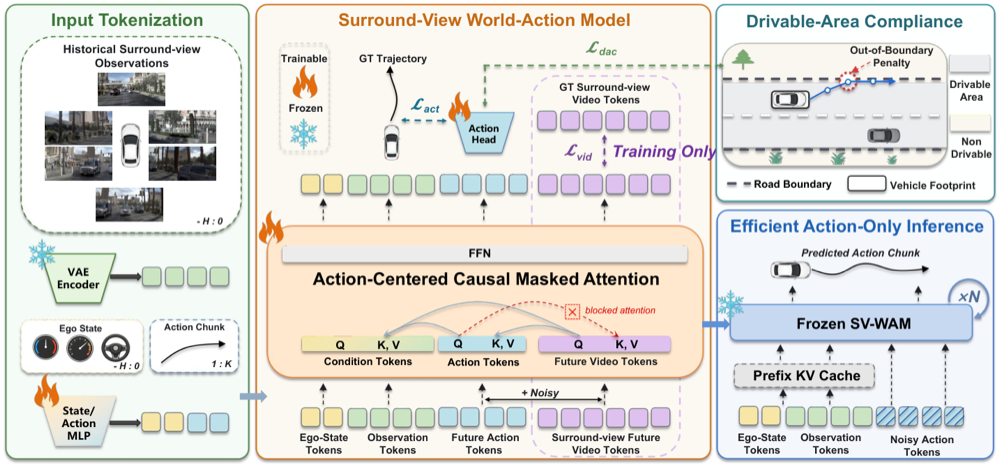 Input Tokenization
Historical Surround-view
Observations
- H : 0
VAE
Encoder
Ego State
- H : 0
Action Chunk
1 : K
State/
Action
MLP
Surround-View World-Action Model
Trainable
Frozen
GT Trajectory
ℒact
Action
Head
ℒdac
GT Surround-view
Video Tokens
ℒvid
Training Only
FFN
Action-Centered Causal Masked Attention
blocked attention
Q K, V
Condition Tokens
Q K, V
Action Tokens
Q K, V
Future Video Tokens
+ Noisy
Ego-State
Tokens
Observation
Tokens
Future Action
Tokens
Surround-view Future
Video Tokens
Drivable-Area Compliance
Out-of-Boundary
Penalty
Drivable
Area
Non
Drivable
Road Boundary
Vehicle Footprint
Efficient Action-Only Inference
Predicted Action Chunk
×N
Frozen SV-WAM
Prefix KV Cache
Ego-State
Tokens
Observation
Tokens
Noisy Action
Tokens